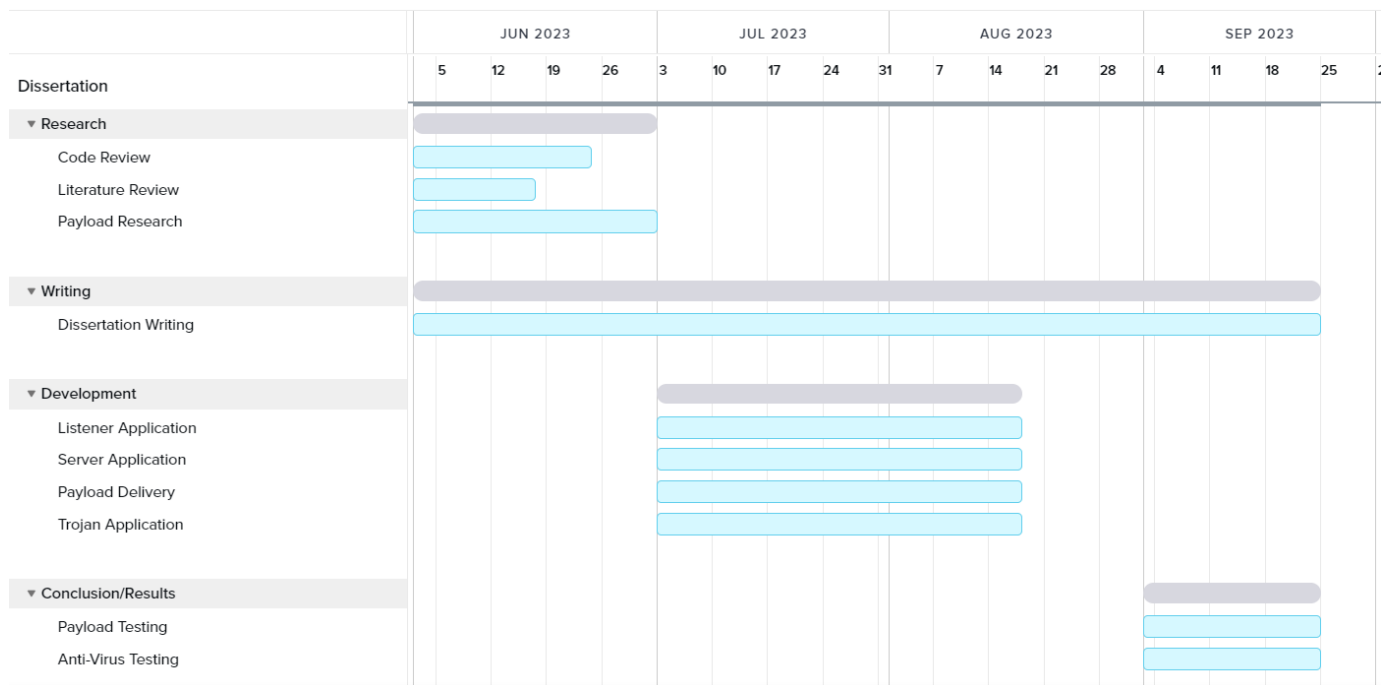 JUN 2023 JUL 2023 AUG 2023 SEP 2023
5 12 19 26 3 10 17 24 31 7 14 21 28 4 11 18 25
Dissertation
Research
Code Review
Literature Review
Payload Research
Writing
Dissertation Writing
Development
Listener Application
Server Application
Payload Delivery
Trojan Application
Conclusion/Results
Payload Testing
Anti-Virus Testing